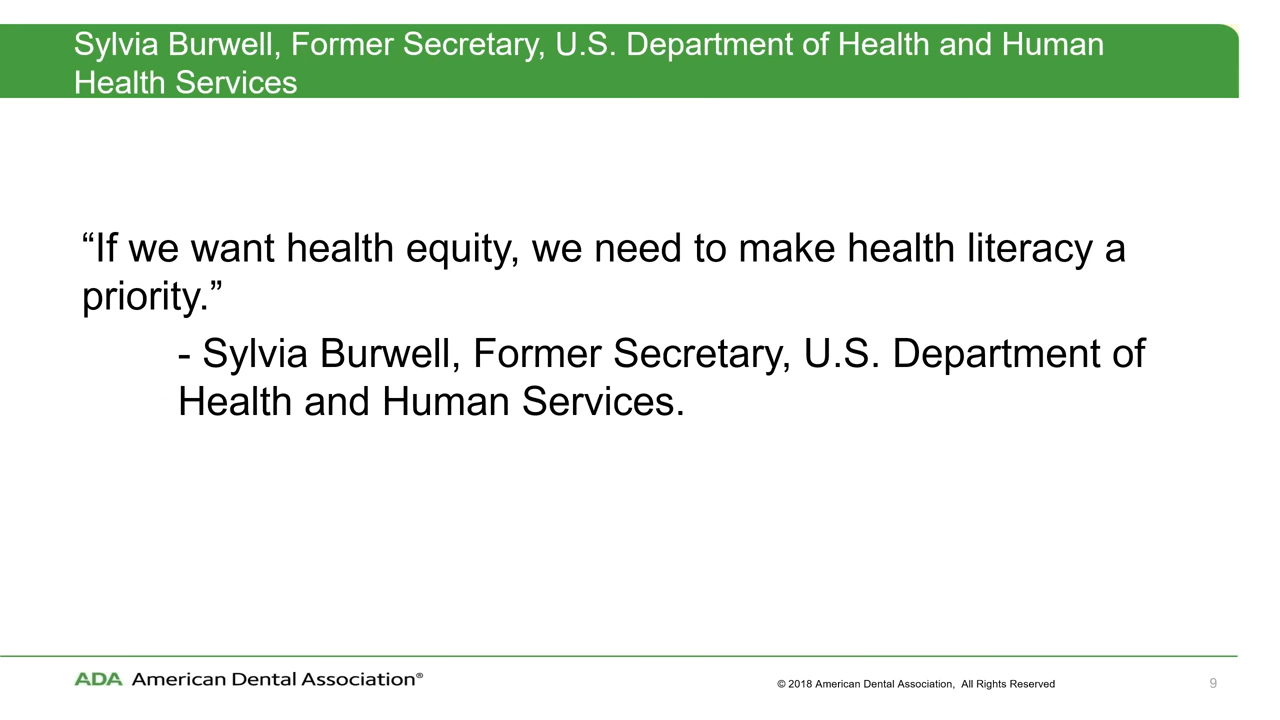 Sylvia Burwell, Former Secretary, U.S. Department of Health and Human
Health Services
“If we want health equity, we need to make health literacy a
priority.”
- Sylvia Burwell, Former Secretary, U.S. Department of
Health and Human Services.
ADA American Dental Association®
© 2018 American Dental Association, All Rights Reserved
9